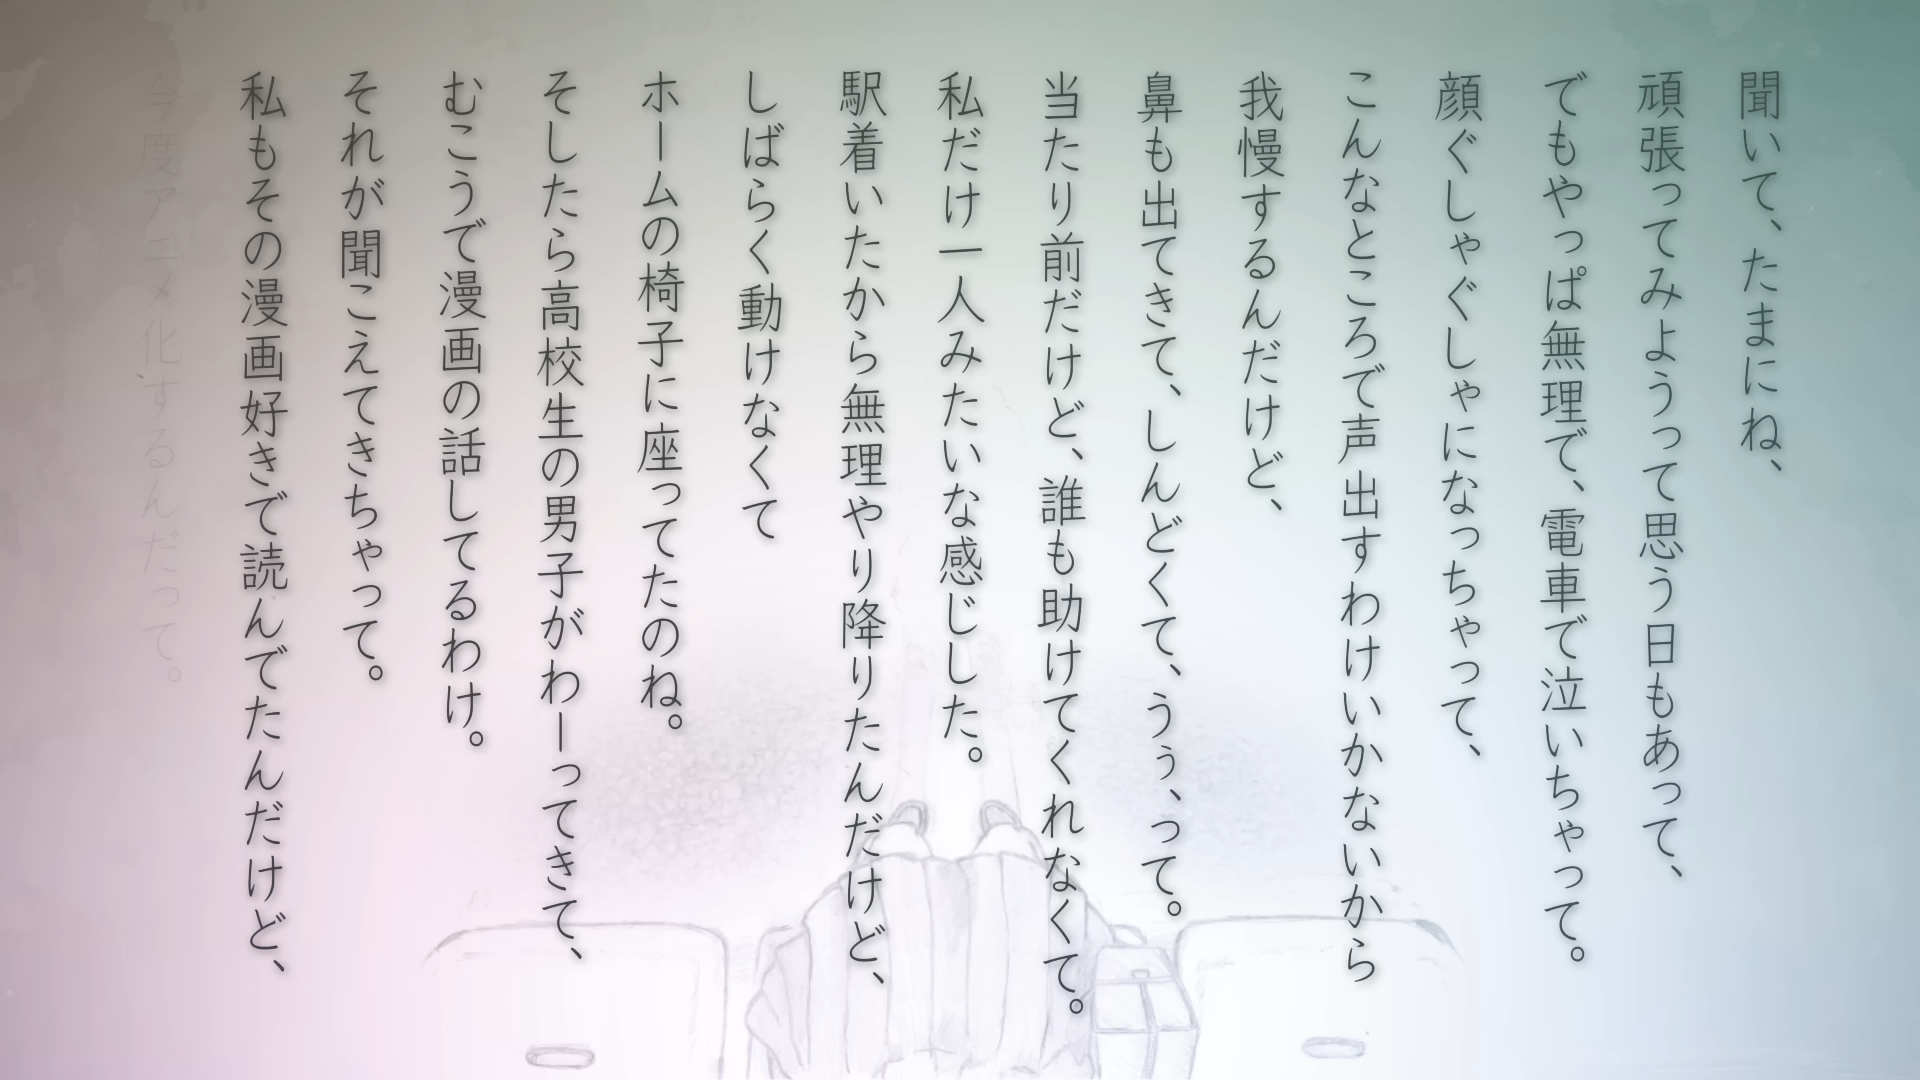 聞いて、たまにね、
頑張ってみようって思う日もあって、
でもやっぱ無理で、電車で泣いちゃって。
顔ぐしゃぐしゃになっちゃって、
こんなところで声出すわけいかないから
我慢するんだけど、
鼻も出てきて、しんどくて、うぅ、って。
当たり前だけど、誰も助けてくれなくて。
私だけ一人みたいな感じした。
駅着いたから無理やり降りたんだけど、
しばらく動けなくて
ホームの椅子に座ってたのね。
そしたら高校生の男子がわーってきて、
むこうで漫画の話してるわけ。
それが聞こえてきちゃって。
私もその漫画好きで読んでたんだけど、
今度アニメ化するんだって。